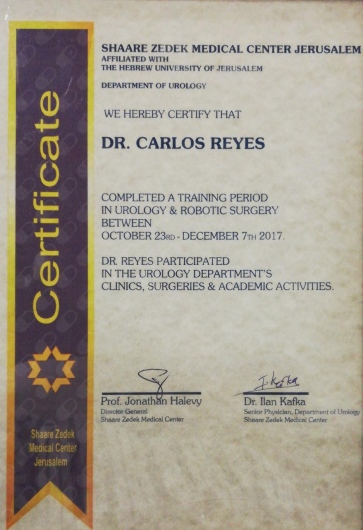 Certificate
Shaare Zedek
Medical Center
Jerusalem
SHAARE ZEDEK MEDICAL CENTER JERUSALEM
AFFILIATED WITH
THE HEBREW UNIVERSITY OF JERUSALEM
DEPARTMENT OF UROLOGY
WE HEREBY CERTIFY THAT
DR. CARLOS REYES
COMPLETED A TRAINING PERIOD
IN UROLOGY & ROBOTIC SURGERY
BETWEEN
OCTOBER 23RD - DECEMBER 7TH 2017.
DR. REYES PARTICIPATED
IN THE UROLOGY DEPARTMENT'S
CLINICS, SURGERIES & ACADEMIC ACTIVITIES.
I. Kafka
Prof. Jonathan Halevy
Director General
Shaare Zedek Medical Center
Dr. Ilan Kafka
Senior Physician, Department of Urology
Shaare Zedek Medical Center